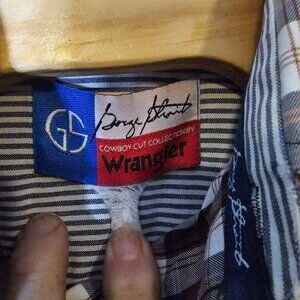 GS
George Strait
COWBOY CUT COLLECTION BY
Wrangler